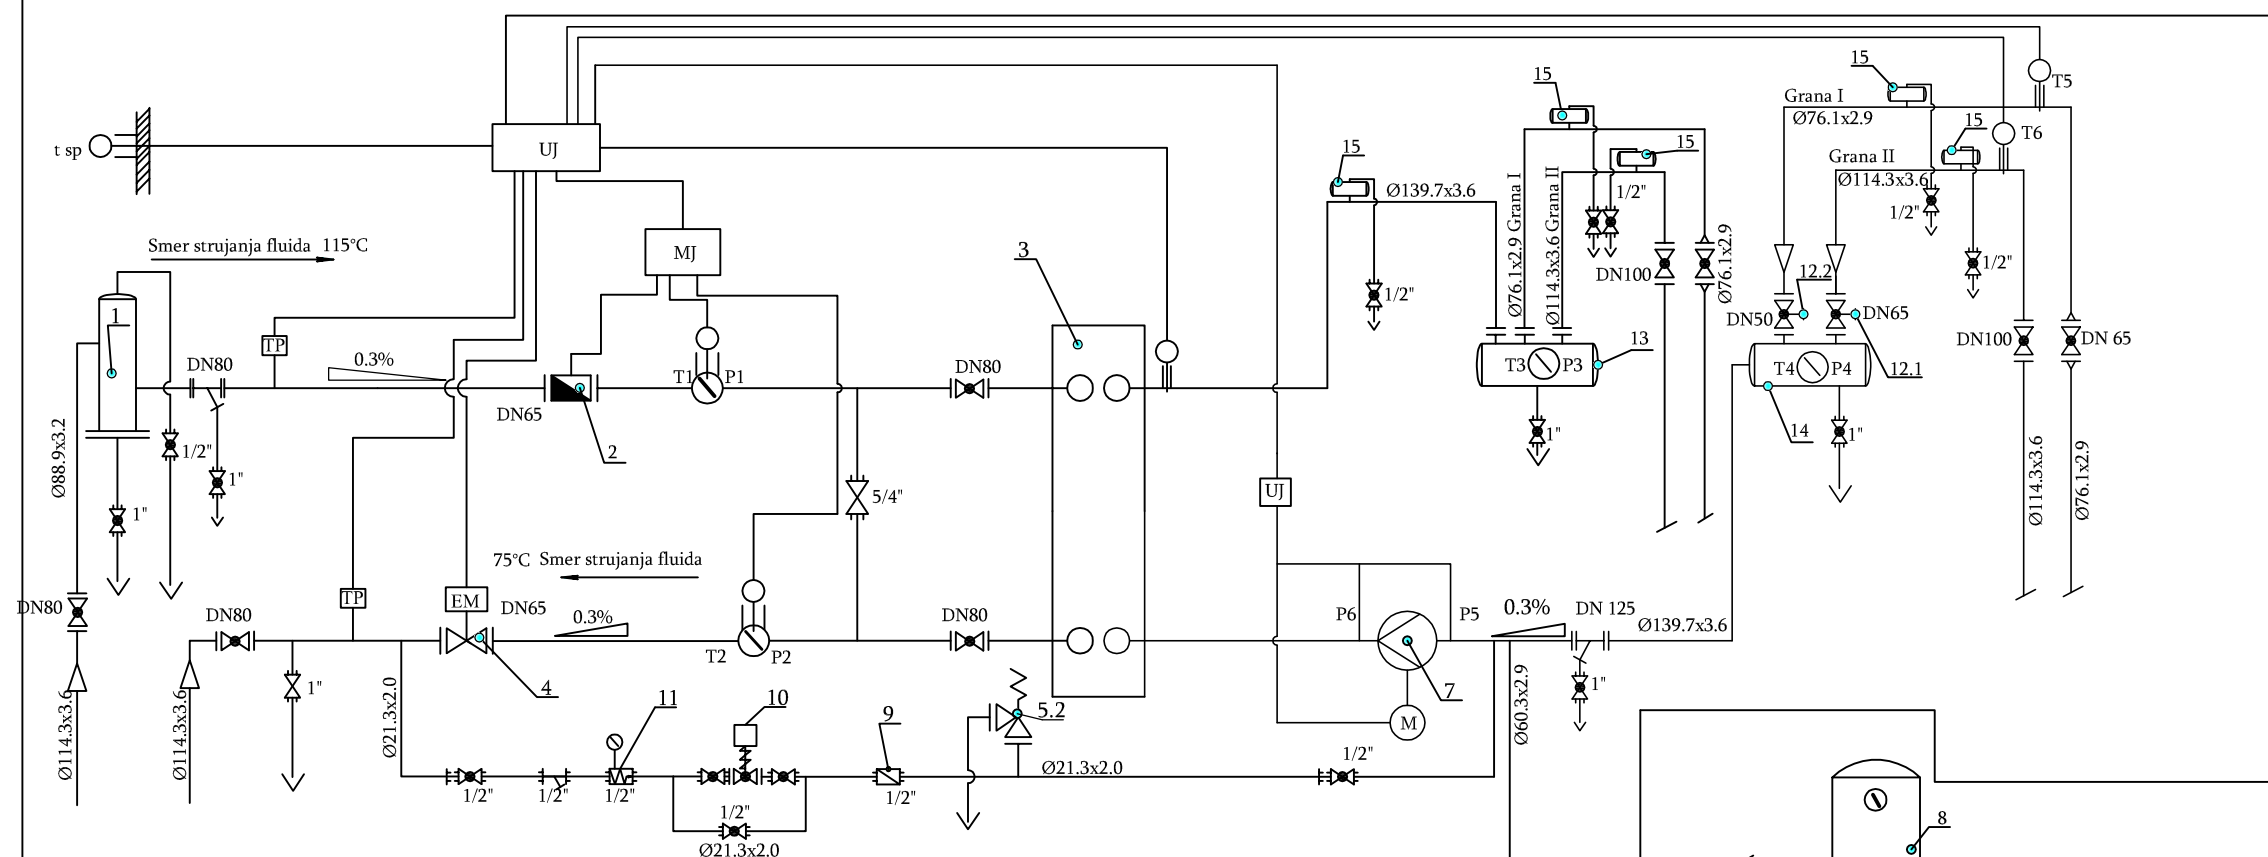 15
T5
15
Grana I
Ø76.1x2.9
15
T6
15
15
Grana II
Ø114.3x3.6
t sp
UJ
15
Ø139.7x3.6
1/2"
1/2"
Smer strujanja fluida 115°C
MJ
3
Ø76.1x2.9 Grana I
Ø114.3x3.6 Grana II
DN100
Ø76.1x2.9
1/2"
12.2
1
1/2"
DN50
DN65
TP
0.3%
DN80
DN80
DN65
T1
P1
T3
P3
13
T4
P4
12.1
DN100
DN 65
2
Ø88.9x3.2
1/2"
1"
1"
14
1"
1"
5/4"
UJ
Ø114.3x3.6
Ø76.1x2.9
75°C Smer strujanja fluida
DN80
DN80
TP
EM
DN65
0.3%
DN80
P6
P5
0.3%
DN 125
Ø139.7x3.6
T2
P2
4
1"
7
1"
Ø114.3x3.6
Ø114.3x3.6
Ø21.3x2.0
11
10
9
5.2
M
Ø60.3x2.9
1/2"
Ø21.3x2.0
1/2"
1/2"
1/2"
1/2"
1/2"
Ø21.3x2.0
8